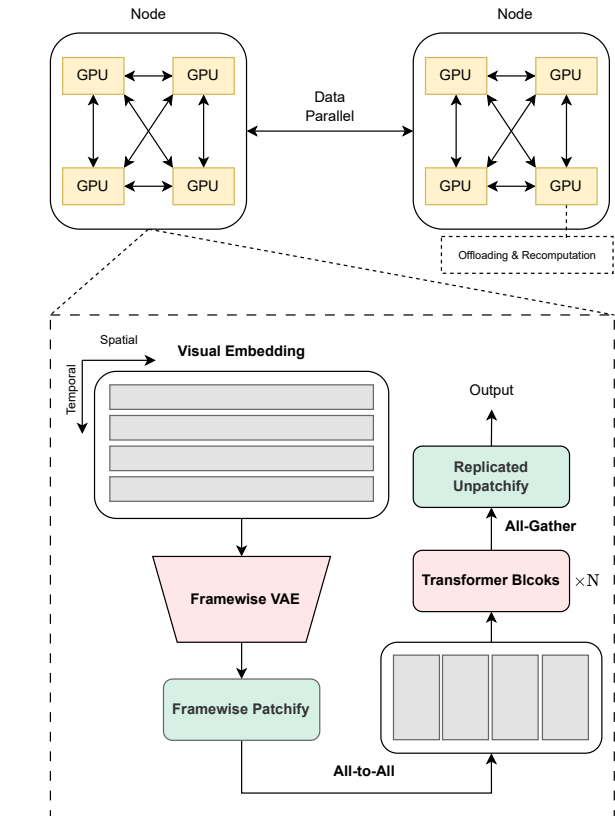 Node
Node
GPU
GPU
GPU
GPU
Data
Parallel
GPU
GPU
GPU
GPU
Offloading & Recomputation
Spatial
Temporal
Visual Embedding
Output
Replicated
Unpatchify
All-Gather
Framewise VAE
Transformer Blcoks
×N
Framewise Patchify
All-to-All